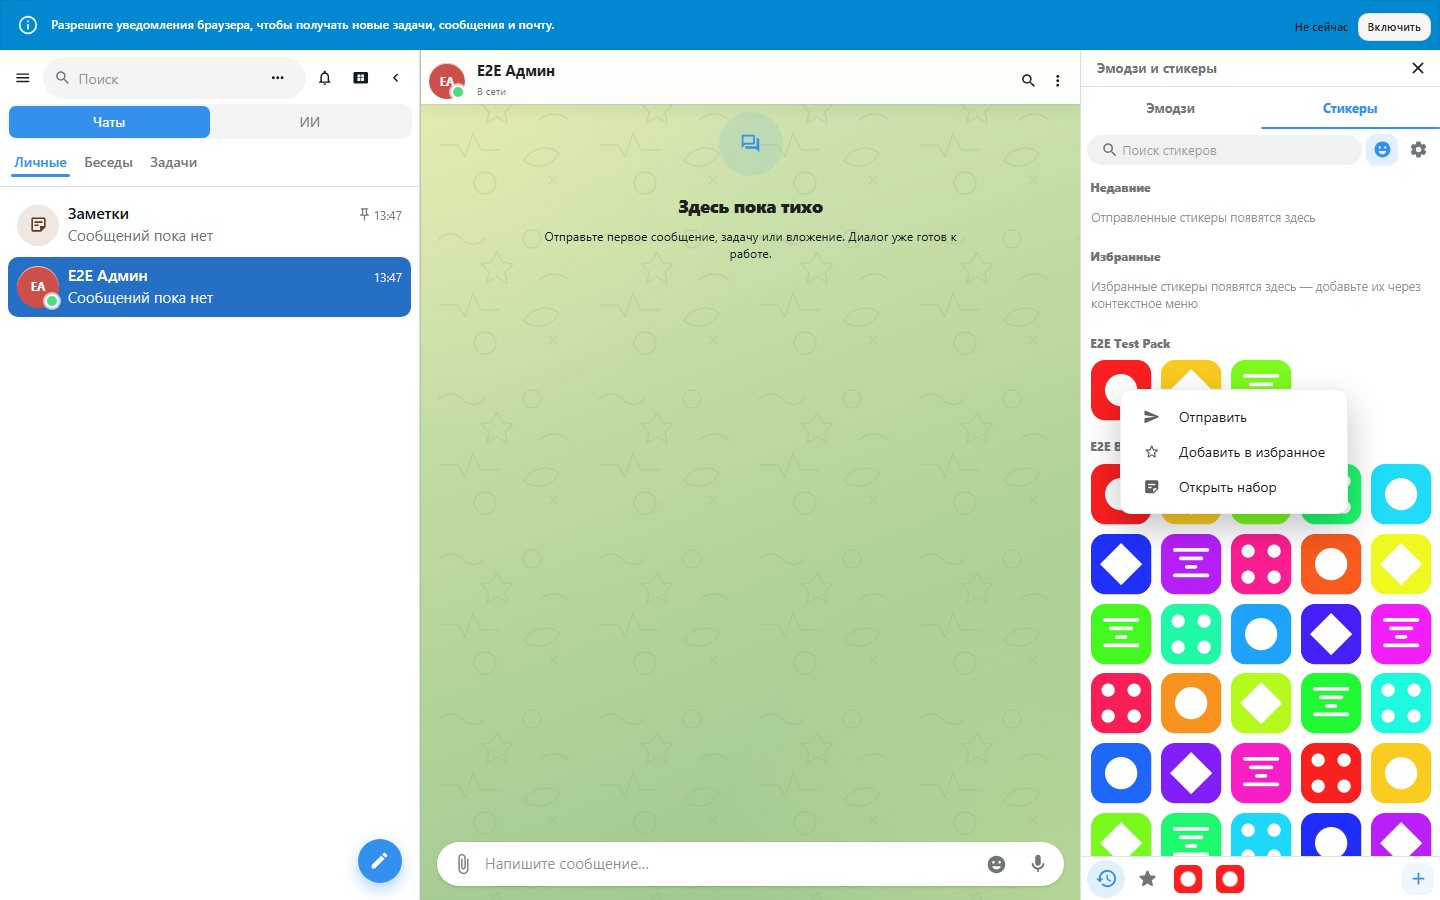 Разрешите уведомления браузера, чтобы получать новые задачи, сообщения и почту.
Не сейчас
Включить
Поиск
Чаты
ИИ
Личные
Беседы
Задачи
Заметки
13:47
Сообщений пока нет
EA
E2E Админ
13:47
Сообщений пока нет
EA
E2E Админ
В сети
Здесь пока тихо
Отправьте первое сообщение, задачу или вложение. Диалог уже готов к
работе.
Напишите сообщение...
Эмодзи и стикеры
Эмодзи
Стикеры
Поиск стикеров
Недавние
Отправленные стикеры появятся здесь
Избранные
Избранные стикеры появятся здесь — добавьте их через
контекстное меню
E2E Test Pack
Отправить
Добавить в избранное
Открыть набор
E2E